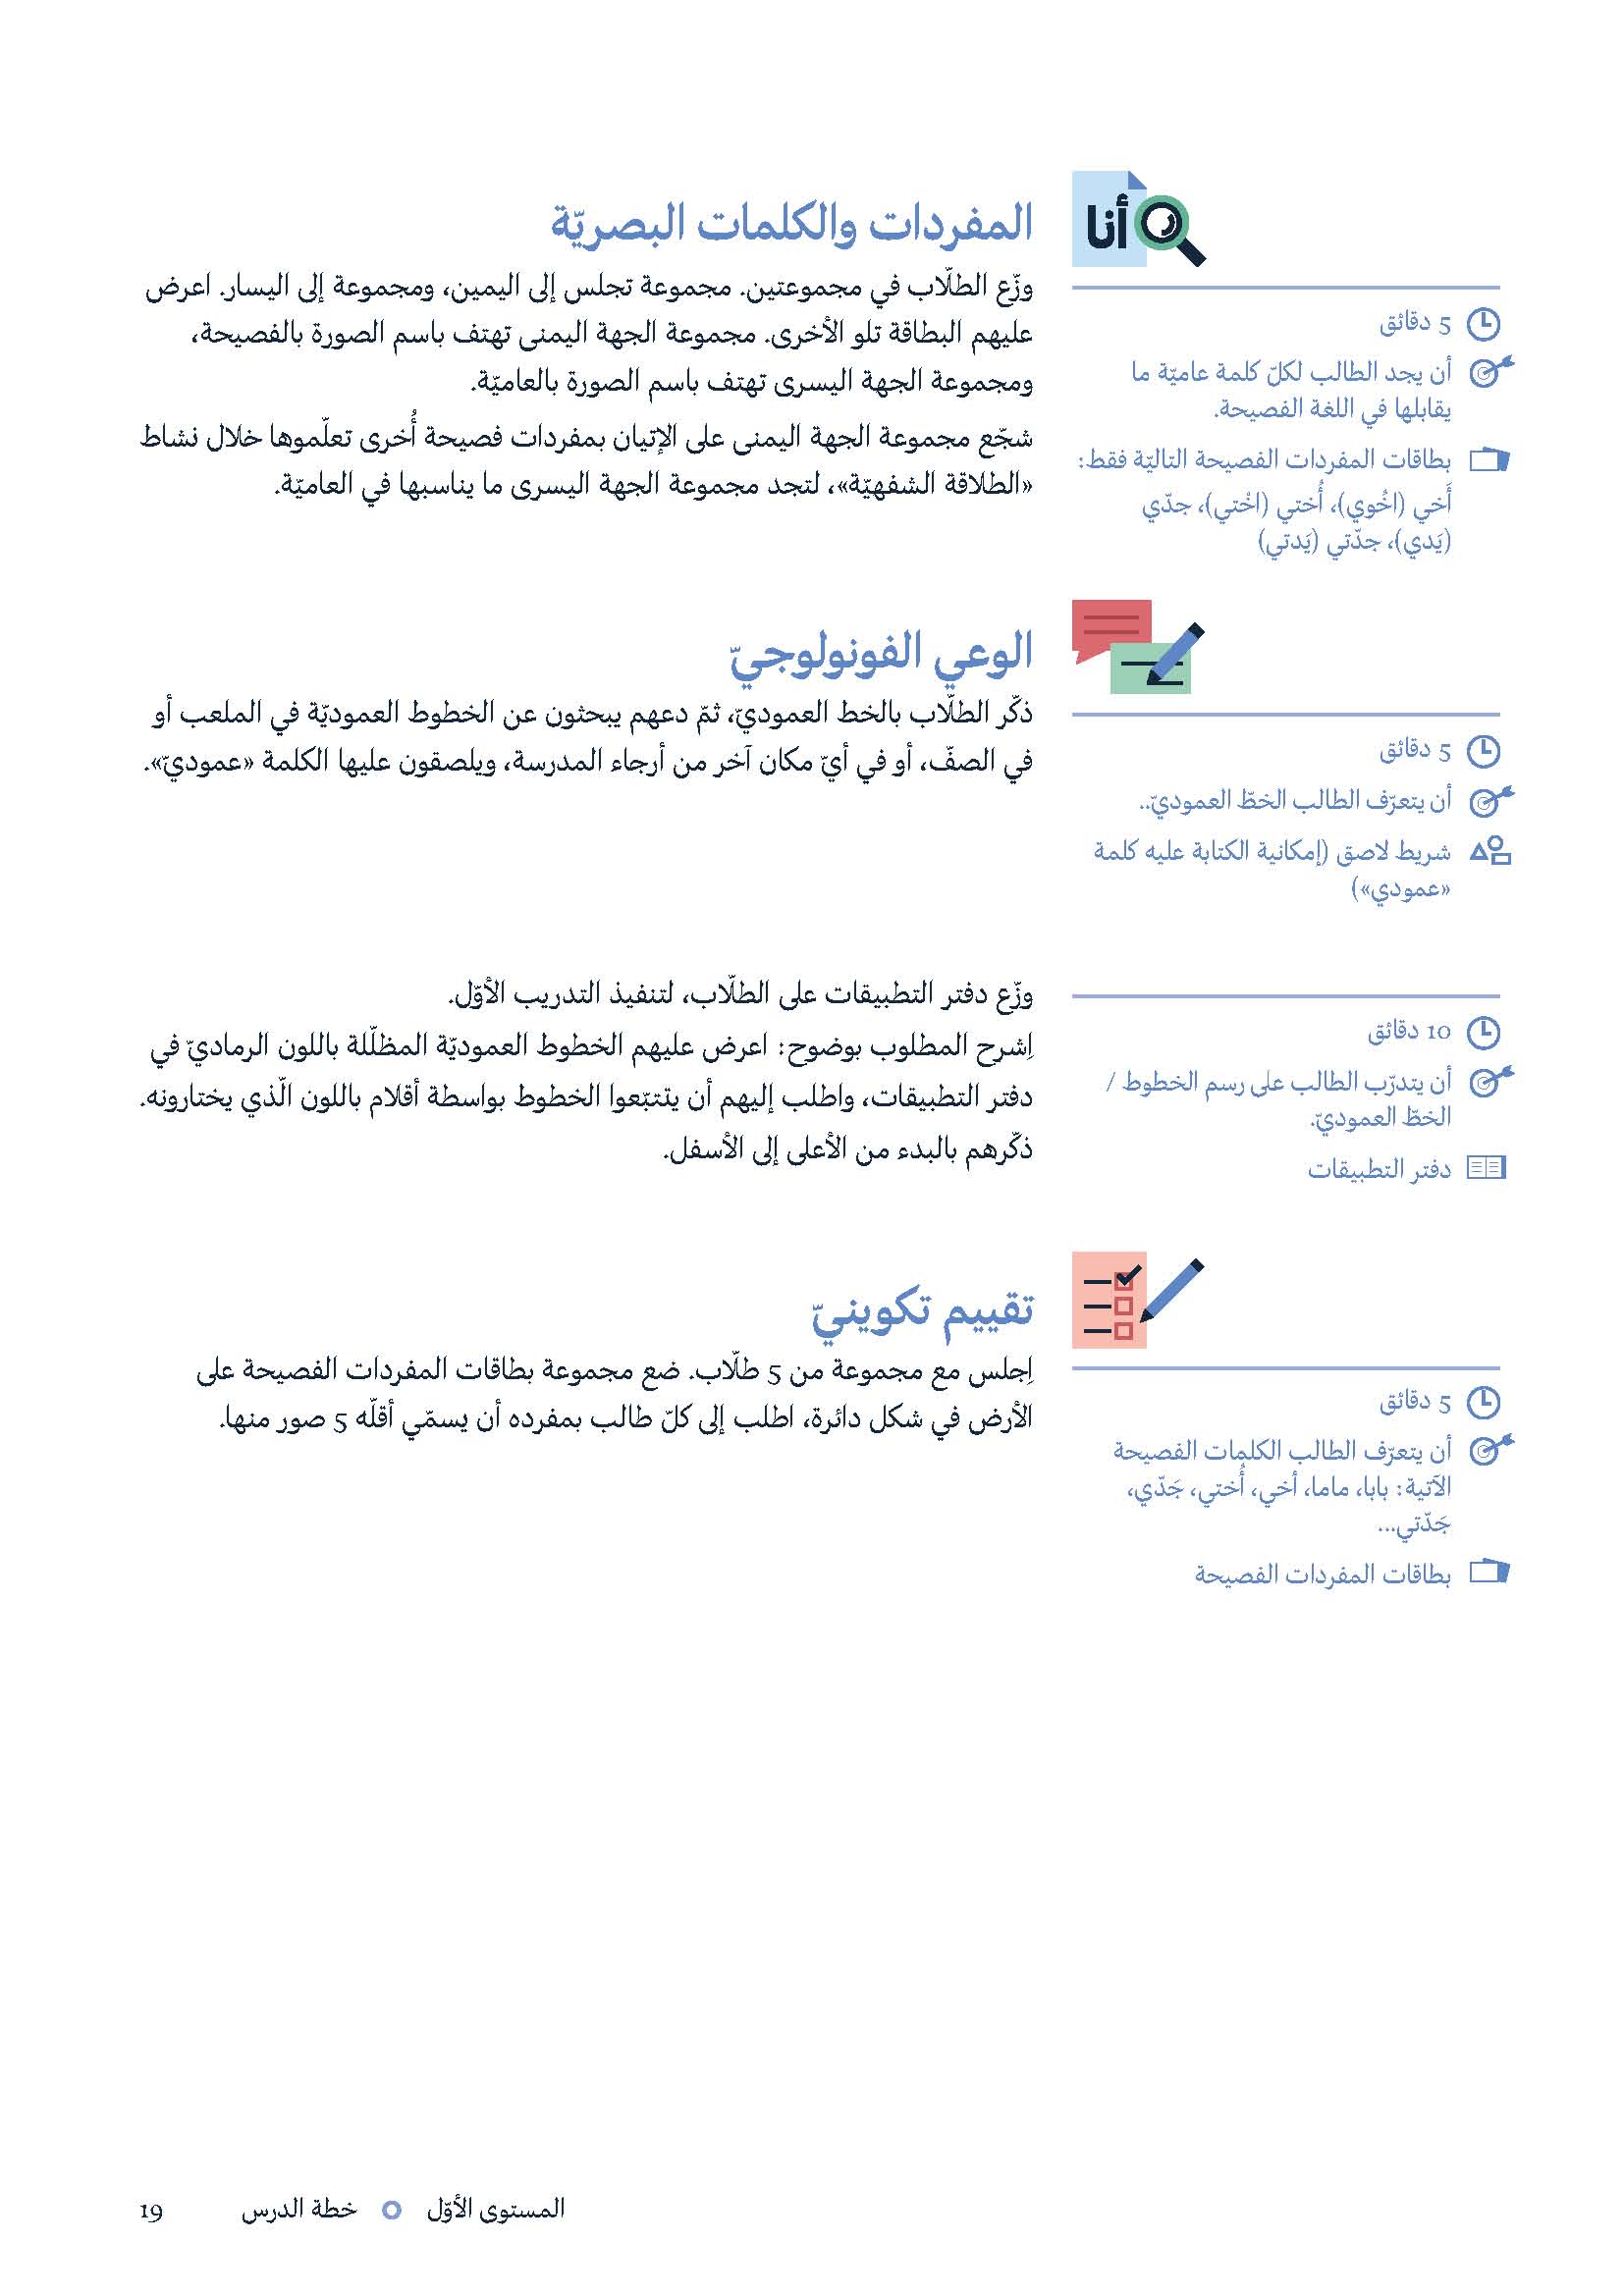 أنا
المفردات والكلمات البصريّة
5 دقائق
أن يجد الطالب لكلّ كلمة عاميّة ما
يقابلها في اللغة الفصيحة.
بطاقات المفردات الفصيحة التاليّة فقط:
أَخي (اخُوي)، أُختي (اخْتي)، جدّي
(يَدي)، جدّتي (يَدتي)
وزّع الطلّاب في مجموعتين. مجموعة تجلس إلى اليمين، ومجموعة إلى اليسار. اعرض
عليهم البطاقة تلو الأخرى. مجموعة الجهة اليمنى تهتف باسم الصورة بالفصيحة،
ومجموعة الجهة اليسرى تهتف باسم الصورة بالعاميّة.
شجّع مجموعة الجهة اليمنى على الإتيان بمفردات فصيحة أُخرى تعلّموها خلال نشاط
«الطلاقة الشفهيّة»، لتجد مجموعة الجهة اليسرى ما يناسبها في العاميّة.
الوعي الفونولوجيّ
5 دقائق
أن يتعرّف الطالب الخطّ العموديّ..
شريط لاصق (إمكانية الكتابة عليه كلمة
«عمودي»)
ذكّر الطلّاب بالخط العموديّ، ثمّ دعهم يبحثون عن الخطوط العموديّة في الملعب أو
في الصفّ، أو في أيّ مكان آخر من أرجاء المدرسة، ويلصقون عليها الكلمة «عموديّ».
10 دقائق
أن يتدرّب الطالب على رسم الخطوط /
الخطّ العموديّ.
دفتر التطبيقات
وزّع دفتر التطبيقات على الطلّاب، لتنفيذ التدريب الأوّل.
اِشرح المطلوب بوضوح: اعرض عليهم الخطوط العموديّة المظلّلة باللون الرماديّ في
دفتر التطبيقات، واطلب إليهم أن يتتبّعوا الخطوط بواسطة أقلام باللون الّذي يختارونه.
ذكّرهم بالبدء من الأعلى إلى الأسفل.
تقييم تكوينيّ
5 دقائق
أن يتعرّف الطالب الكلمات الفصيحة
الآتية: بابا، ماما، أخي، أُختي، جَدّي،
جَدّتي...
بطاقات المفردات الفصيحة
اِجلس مع مجموعة من 5 طلّاب. ضع مجموعة بطاقات المفردات الفصيحة على
الأرض في شكل دائرة، اطلب إلى كلّ طالب بمفرده أن يسمّي أقلّه 5 صور منها.
المستوى الأوّل خطة الدرس 19